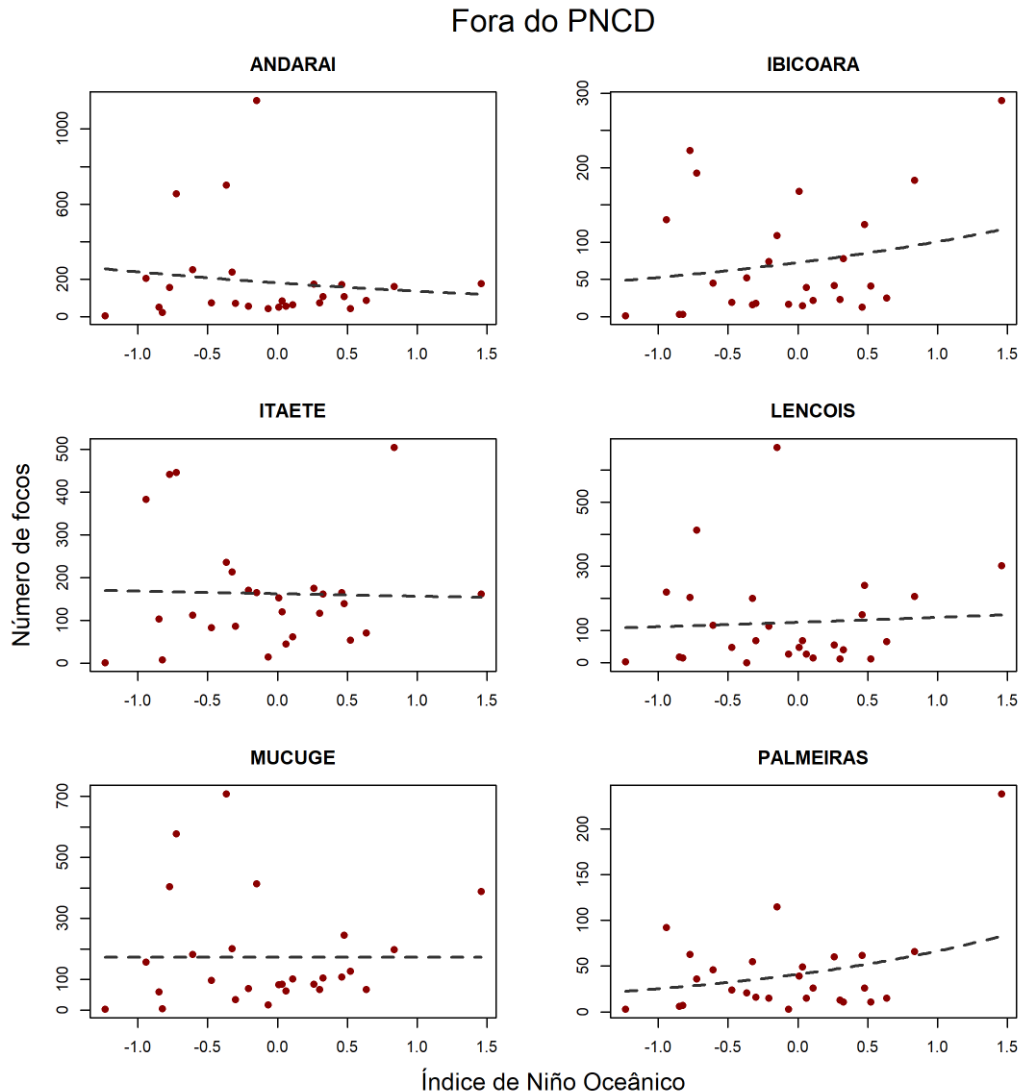 Fora do PNCD
ANDARAI
0 200 600 1000
-1.0 -0.5 0.0 0.5 1.0 1.5
IBICOARA
0 50 100 200 300
-1.0 -0.5 0.0 0.5 1.0 1.5
ITAETE
0 100 200 300 400 500
-1.0 -0.5 0.0 0.5 1.0 1.5
LENCOIS
0 100 300 500
-1.0 -0.5 0.0 0.5 1.0 1.5
MUCUGE
0 100 300 500 700
-1.0 -0.5 0.0 0.5 1.0 1.5
PALMEIRAS
0 50 100 150 200
-1.0 -0.5 0.0 0.5 1.0 1.5
Número de focos
Índice de Niño Oceânico